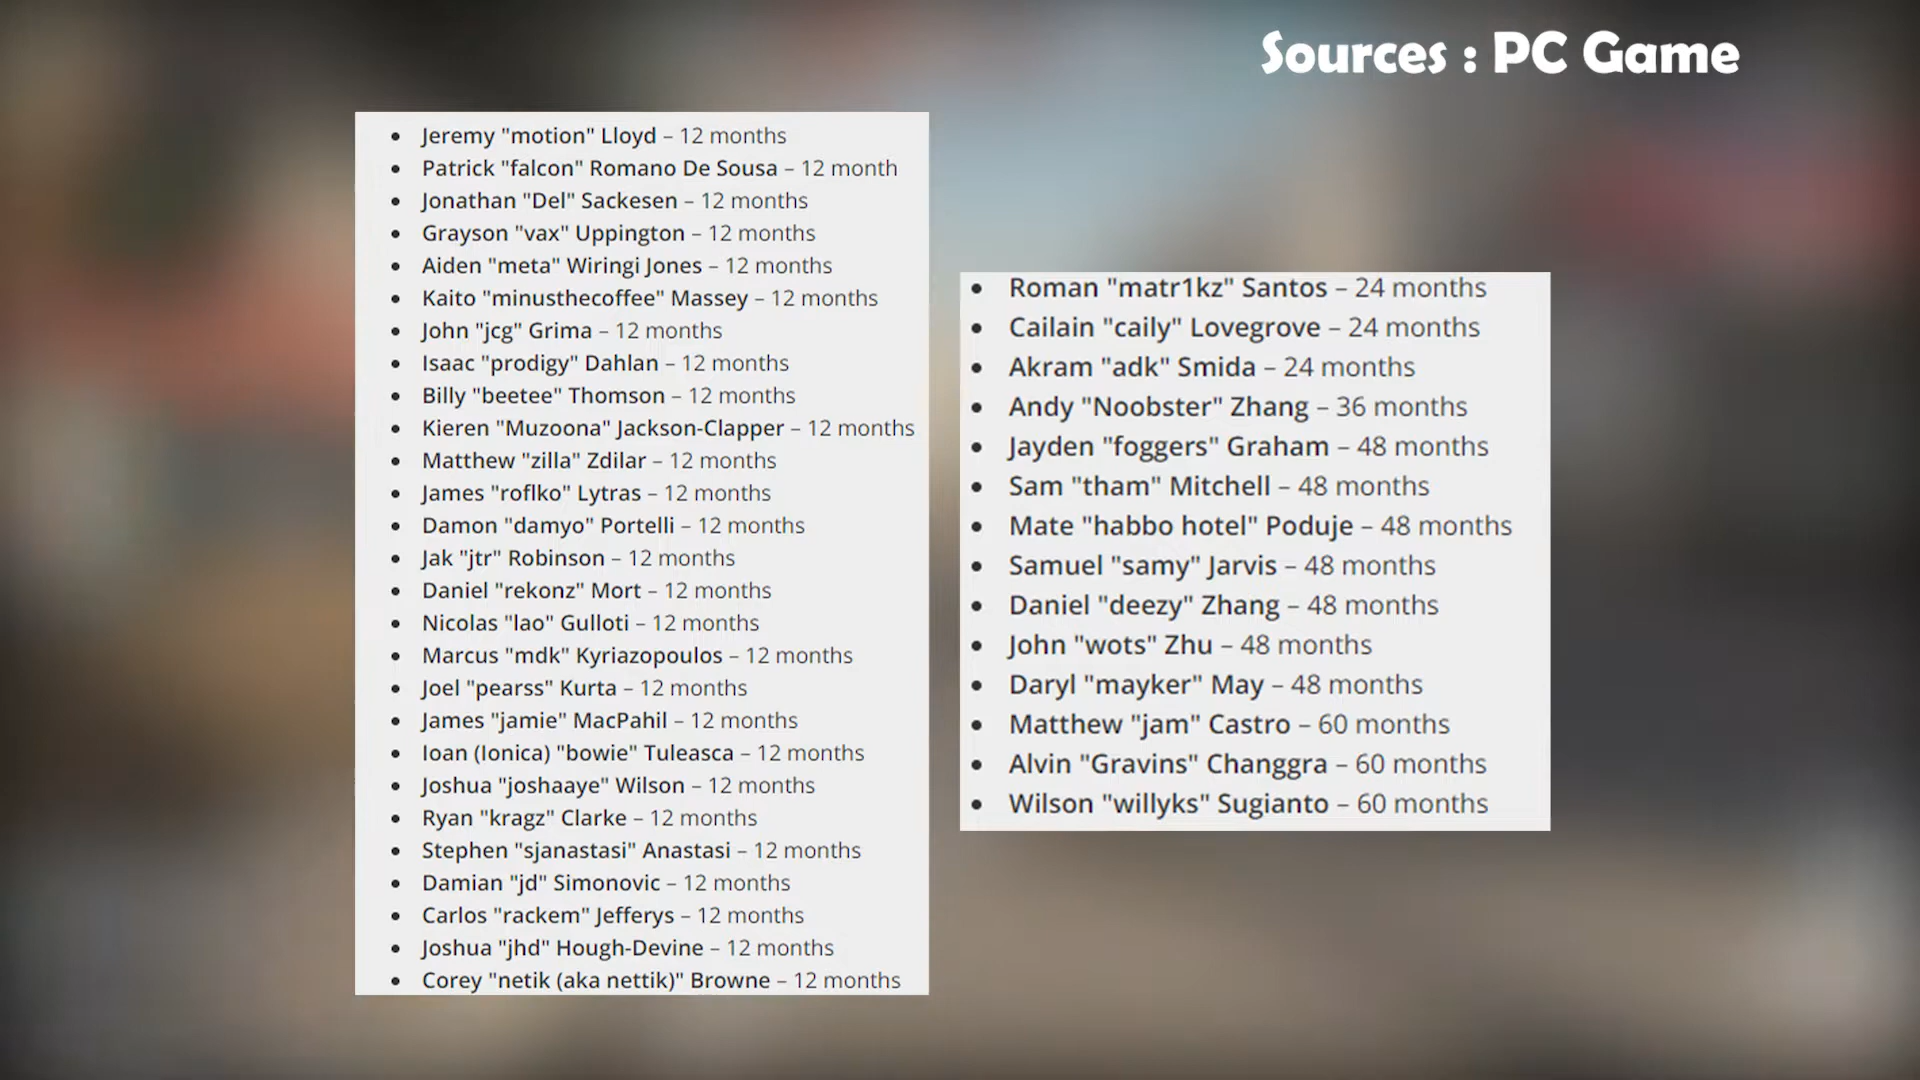 Sources : PC Game
• Jeremy "motion" Lloyd – 12 months
• Patrick "falcon" Romano De Sousa – 12 month
• Jonathan "Del" Sackesen – 12 months
• Grayson "vax" Uppington – 12 months
• Aiden "meta" Wiringi Jones – 12 months
• Kaito "minusthecoffee" Massey – 12 months
• John "jcg" Grima – 12 months
• Isaac "prodigy" Dahlan – 12 months
• Billy "beetee" Thomson – 12 months
• Kieren "Muzoona" Jackson-Clapper – 12 months
• Matthew "zilla" Zdilar – 12 months
• James "roflko" Lytras – 12 months
• Damon "damyo" Portelli – 12 months
• Jak "jtr" Robinson – 12 months
• Daniel "rekonz" Mort – 12 months
• Nicolas "lao" Gulloti – 12 months
• Marcus "mdk" Kyriazopoulos – 12 months
• Joel "pearss" Kurta – 12 months
• James "jamie" MacPahil – 12 months
• Ioan (Ionica) "bowie" Tuleasca – 12 months
• Joshua "joshaaye" Wilson – 12 months
• Ryan "kragz" Clarke – 12 months
• Stephen "sjanastasi" Anastasi – 12 months
• Damian "jd" Simonovic – 12 months
• Carlos "rackem" Jefferys – 12 months
• Joshua "jhd" Hough-Devine – 12 months
• Corey "netik (aka nettik)" Browne – 12 months
• Roman "matr1kz" Santos – 24 months
• Cailain "caily" Lovegrove – 24 months
• Akram "adk" Smida – 24 months
• Andy "Noobster" Zhang – 36 months
• Jayden "foggers" Graham – 48 months
• Sam "tham" Mitchell – 48 months
• Mate "habbo hotel" Poduje – 48 months
• Samuel "samy" Jarvis – 48 months
• Daniel "deezy" Zhang – 48 months
• John "wots" Zhu – 48 months
• Daryl "mayker" May – 48 months
• Matthew "jam" Castro – 60 months
• Alvin "Gravins" Changgra – 60 months
• Wilson "willyks" Sugianto – 60 months